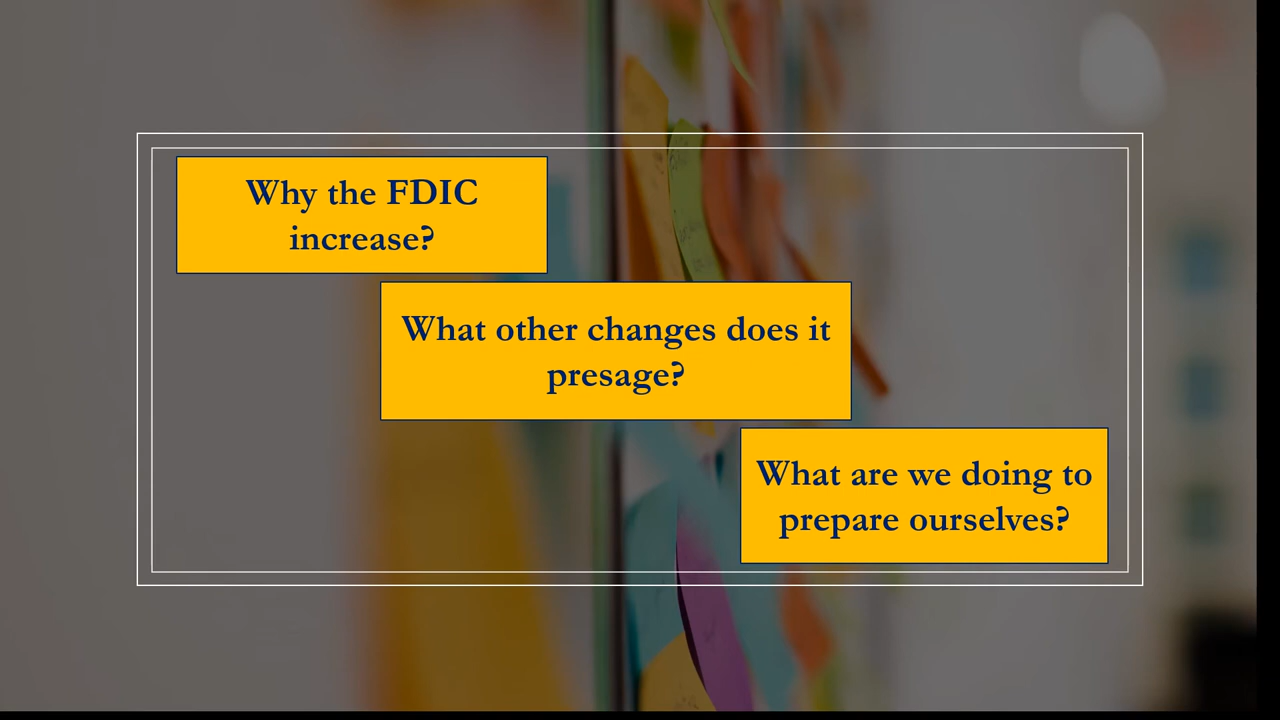 Why the FDIC
increase?
What other changes does it
presage?
What are we doing to
prepare ourselves?